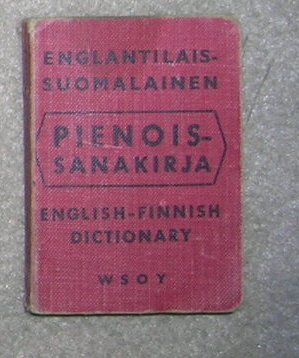 ENGLANTILAIS-
SUOMALAINEN
PIENOIS-
SANAKIRJA
ENGLISH-FINNISH
DICTIONARY
WSOY